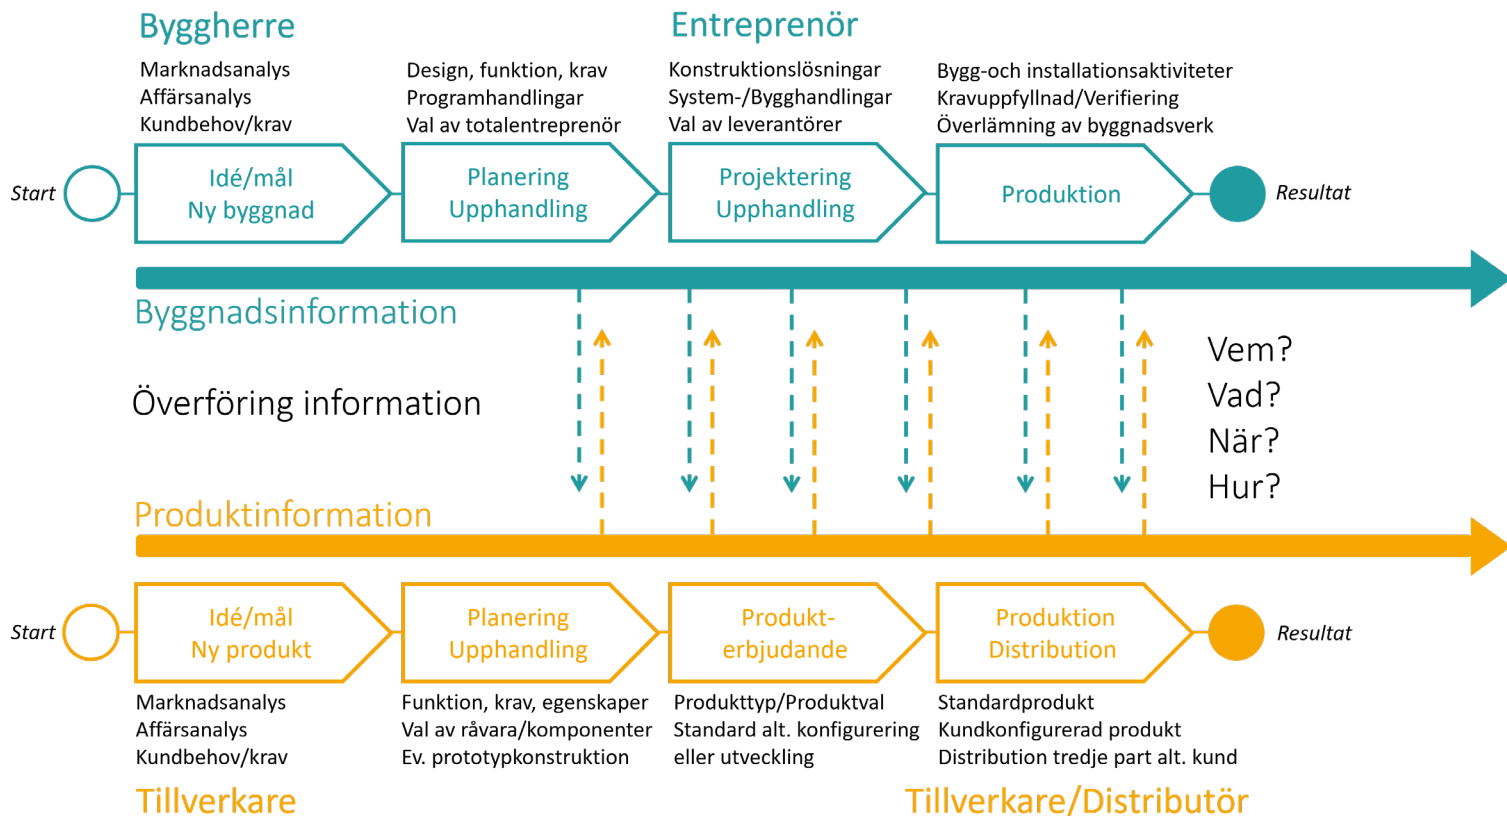 Byggherre
Entreprenör
Marknadsanalys
Affärsanalys
Kundbehov/krav
Design, funktion, krav
Programhandlingar
Val av totalentreprenör
Konstruktionslösningar
System-/Bygghandlingar
Val av leverantörer
Bygg-och installationsaktiviteter
Kravuppfyllnad/Verifiering
Överlämning av byggnadsverk
Start
Idé/mål
Ny byggnad
Planering
Upphandling
Projektering
Upphandling
Produktion
Resultat
Byggnadsinformation
Överföring information
Vem?
Vad?
När?
Hur?
Produktinformation
Start
Idé/mål
Ny produkt
Planering
Upphandling
Produkt-
erbjudande
Produktion
Distribution
Resultat
Marknadsanalys
Affärsanalys
Kundbehov/krav
Funktion, krav, egenskaper
Val av råvara/komponenter
Ev. prototypkonstruktion
Produkttyp/Produktval
Standard alt. konfigurering
eller utveckling
Standardprodukt
Kundkonfigurerad produkt
Distribution tredje part alt. kund
Tillverkare
Tillverkare/Distributör